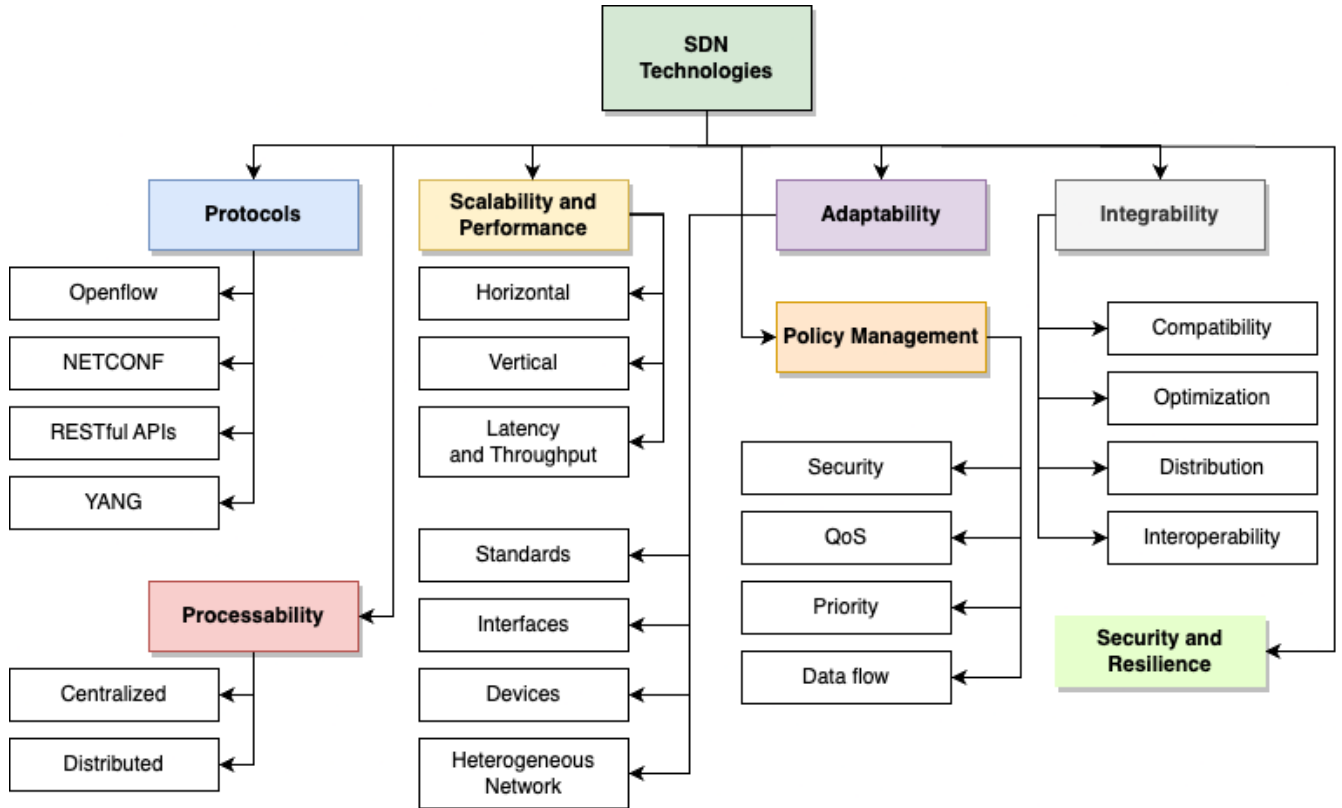 SDN
Technologies
Protocols
Scalability and
Performance
Adaptability
Integrability
Openflow
NETCONF
RESTful APIs
YANG
Horizontal
Vertical
Latency
and Throughput
Policy Management
Compatibility
Optimization
Distribution
Interoperability
Security
QoS
Priority
Data flow
Standards
Interfaces
Devices
Heterogeneous
Network
Processability
Centralized
Distributed
Security and
Resilience